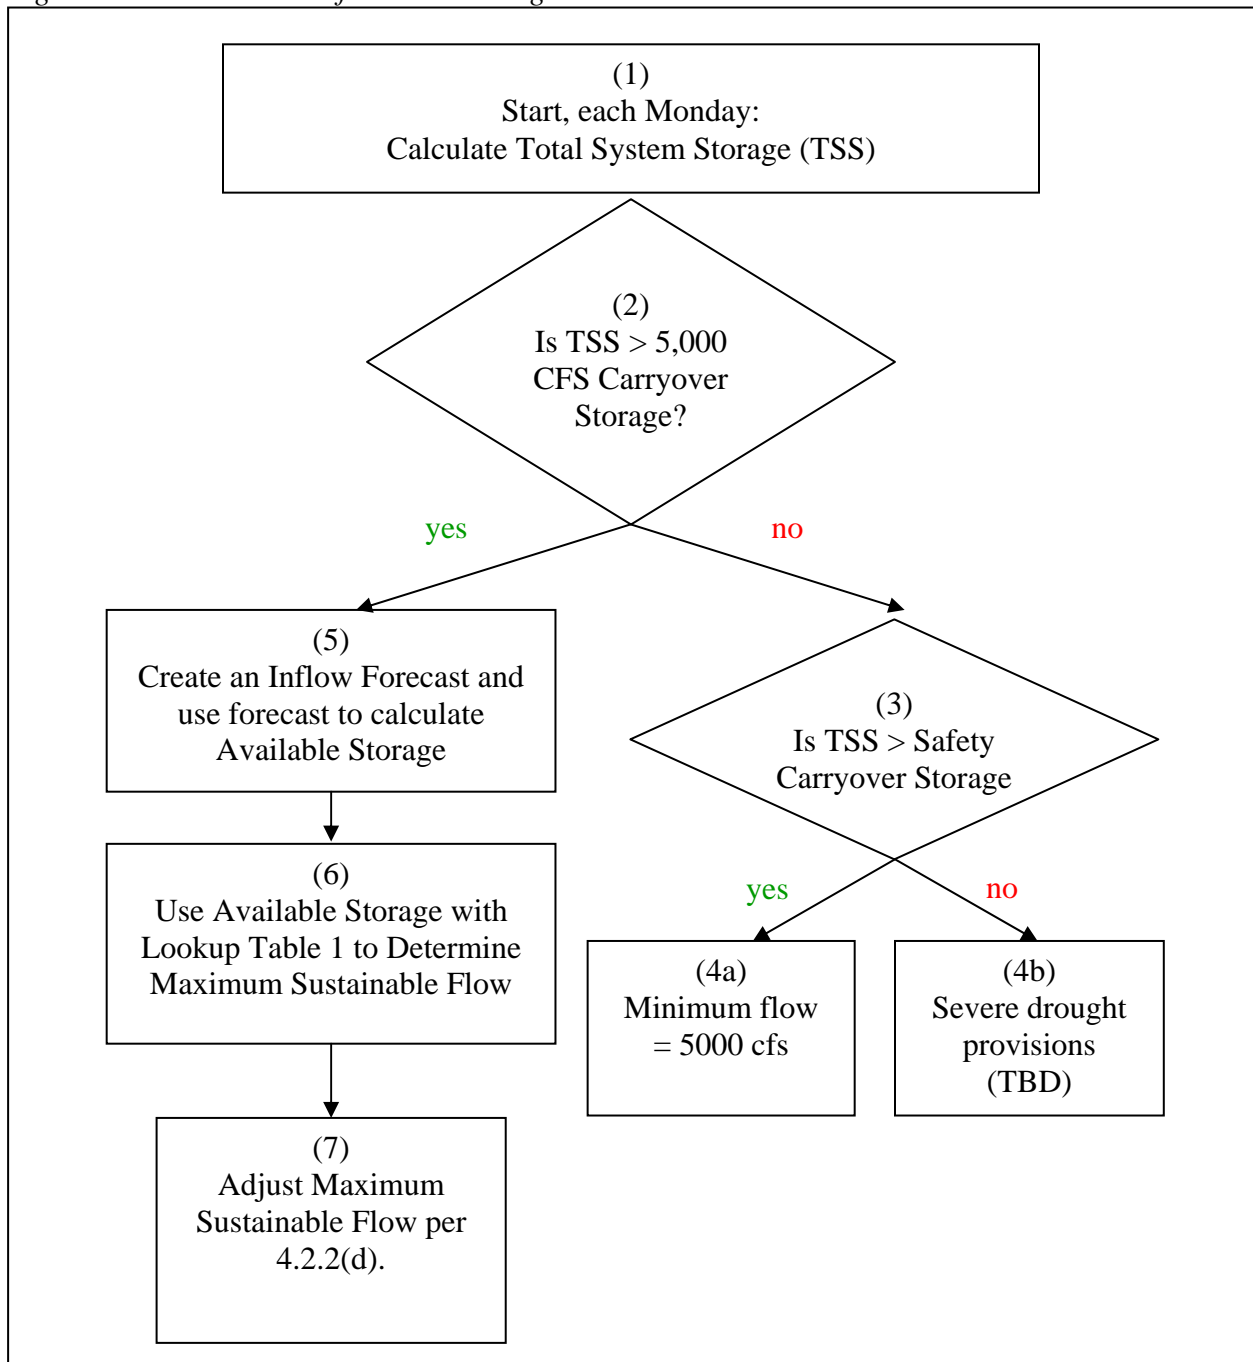 (1)
Start, each Monday:
Calculate Total System Storage (TSS)
(2)
Is TSS > 5,000
CFS Carryover
Storage?
yes
no
(5)
Create an Inflow Forecast and
use forecast to calculate
Available Storage
(3)
Is TSS > Safety
Carryover Storage
(6)
Use Available Storage with
Lookup Table 1 to Determine
Maximum Sustainable Flow
yes
no
(4a)
Minimum flow
= 5000 cfs
(4b)
Severe drought
provisions
(TBD)
(7)
Adjust Maximum
Sustainable Flow per
4.2.2(d).